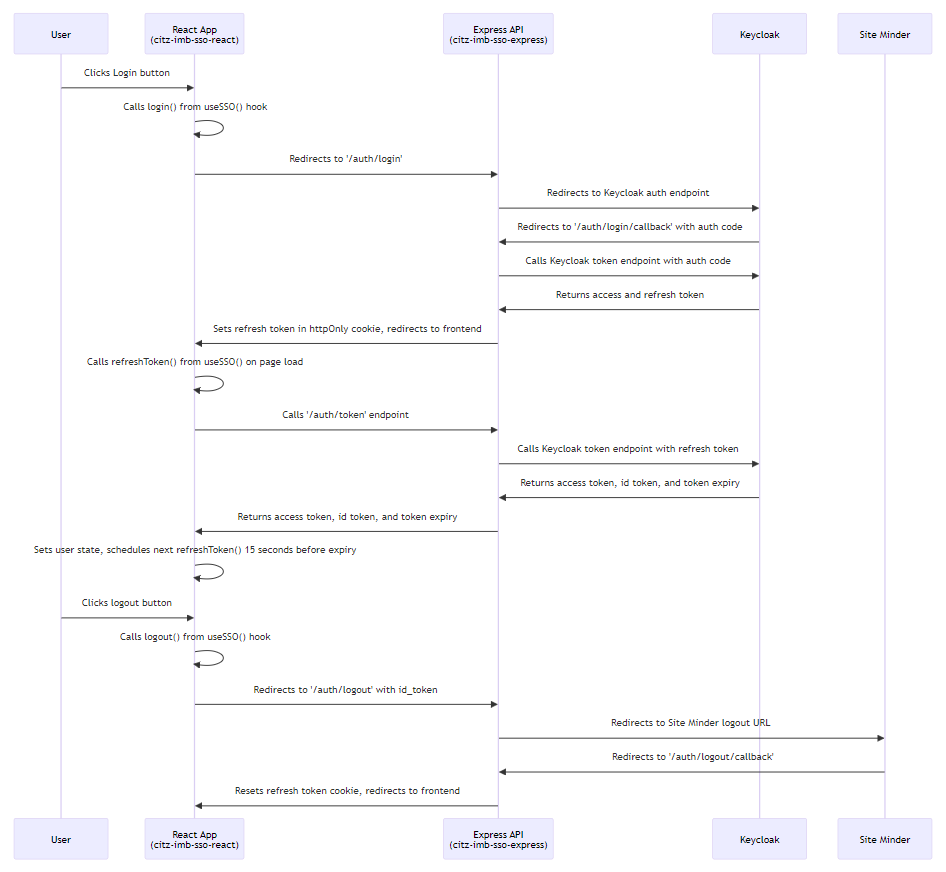 User
React App
(citz-imb-sso-react)
Express API
(citz-imb-sso-express)
Keycloak
Site Minder
Clicks Login button
Calls login() from useSSO() hook
Redirects to '/auth/login'
Redirects to Keycloak auth endpoint
Redirects to '/auth/login/callback' with auth code
Calls Keycloak token endpoint with auth code
Returns access and refresh token
Sets refresh token in httpOnly cookie, redirects to frontend
Calls refreshToken() from useSSO() on page load
Calls '/auth/token' endpoint
Calls Keycloak token endpoint with refresh token
Returns access token, id token, and token expiry
Returns access token, id token, and token expiry
Sets user state, schedules next refreshToken() 15 seconds before expiry
Clicks logout button
Calls logout() from useSSO() hook
Redirects to '/auth/logout' with id_token
Redirects to Site Minder logout URL
Redirects to '/auth/logout/callback'
Resets refresh token cookie, redirects to frontend
User
React App
(citz-imb-sso-react)
Express API
(citz-imb-sso-express)
Keycloak
Site Minder